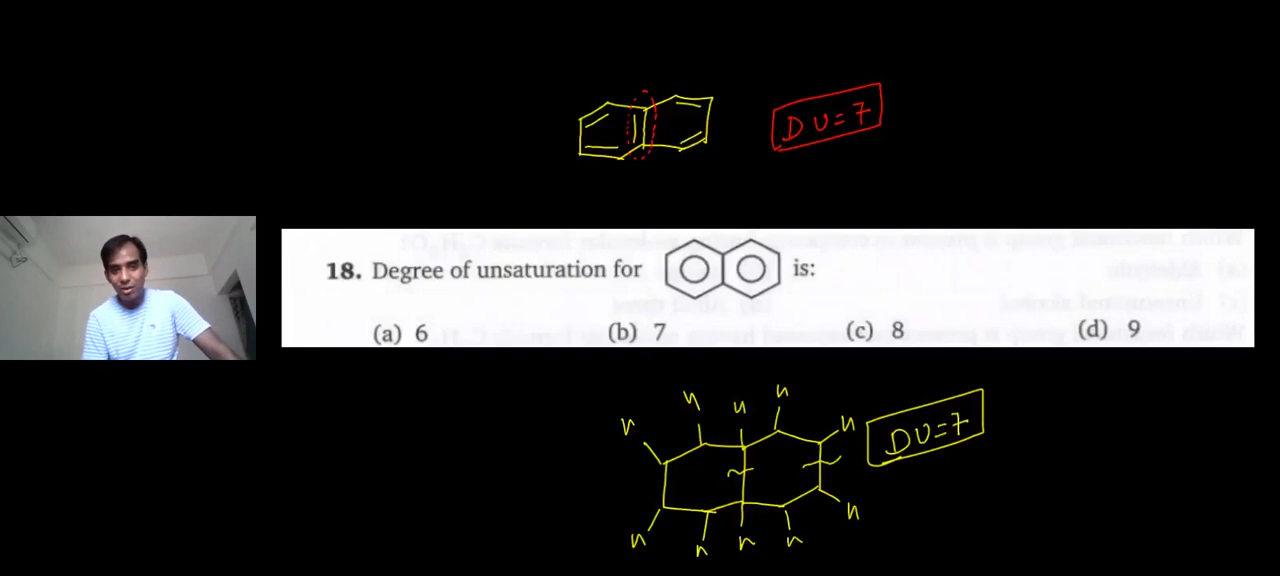 DU=7
18. Degree of unsaturation for is:
(a) 6 (b) 7 (c) 8 (d) 9
n n n n n
DU=7
n n n n n